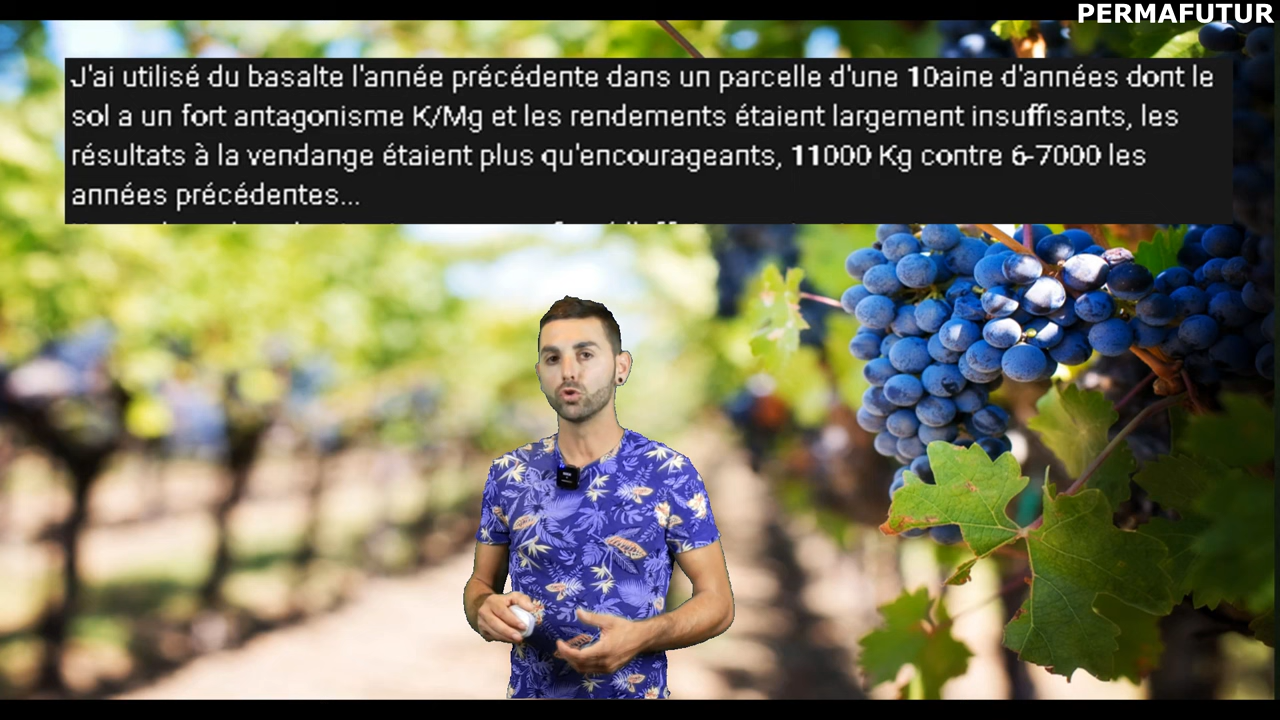 PERMAFUTUR
J'ai utilisé du basalte l'année précédente dans un parcelle d'une 10aine d'années dont le
sol a un fort antagonisme K/Mg et les rendements étaient largement insuffisants, les
résultats à la vendange étaient plus qu'encourageants, 11000 Kg contre 6-7000 les
années précédentes...